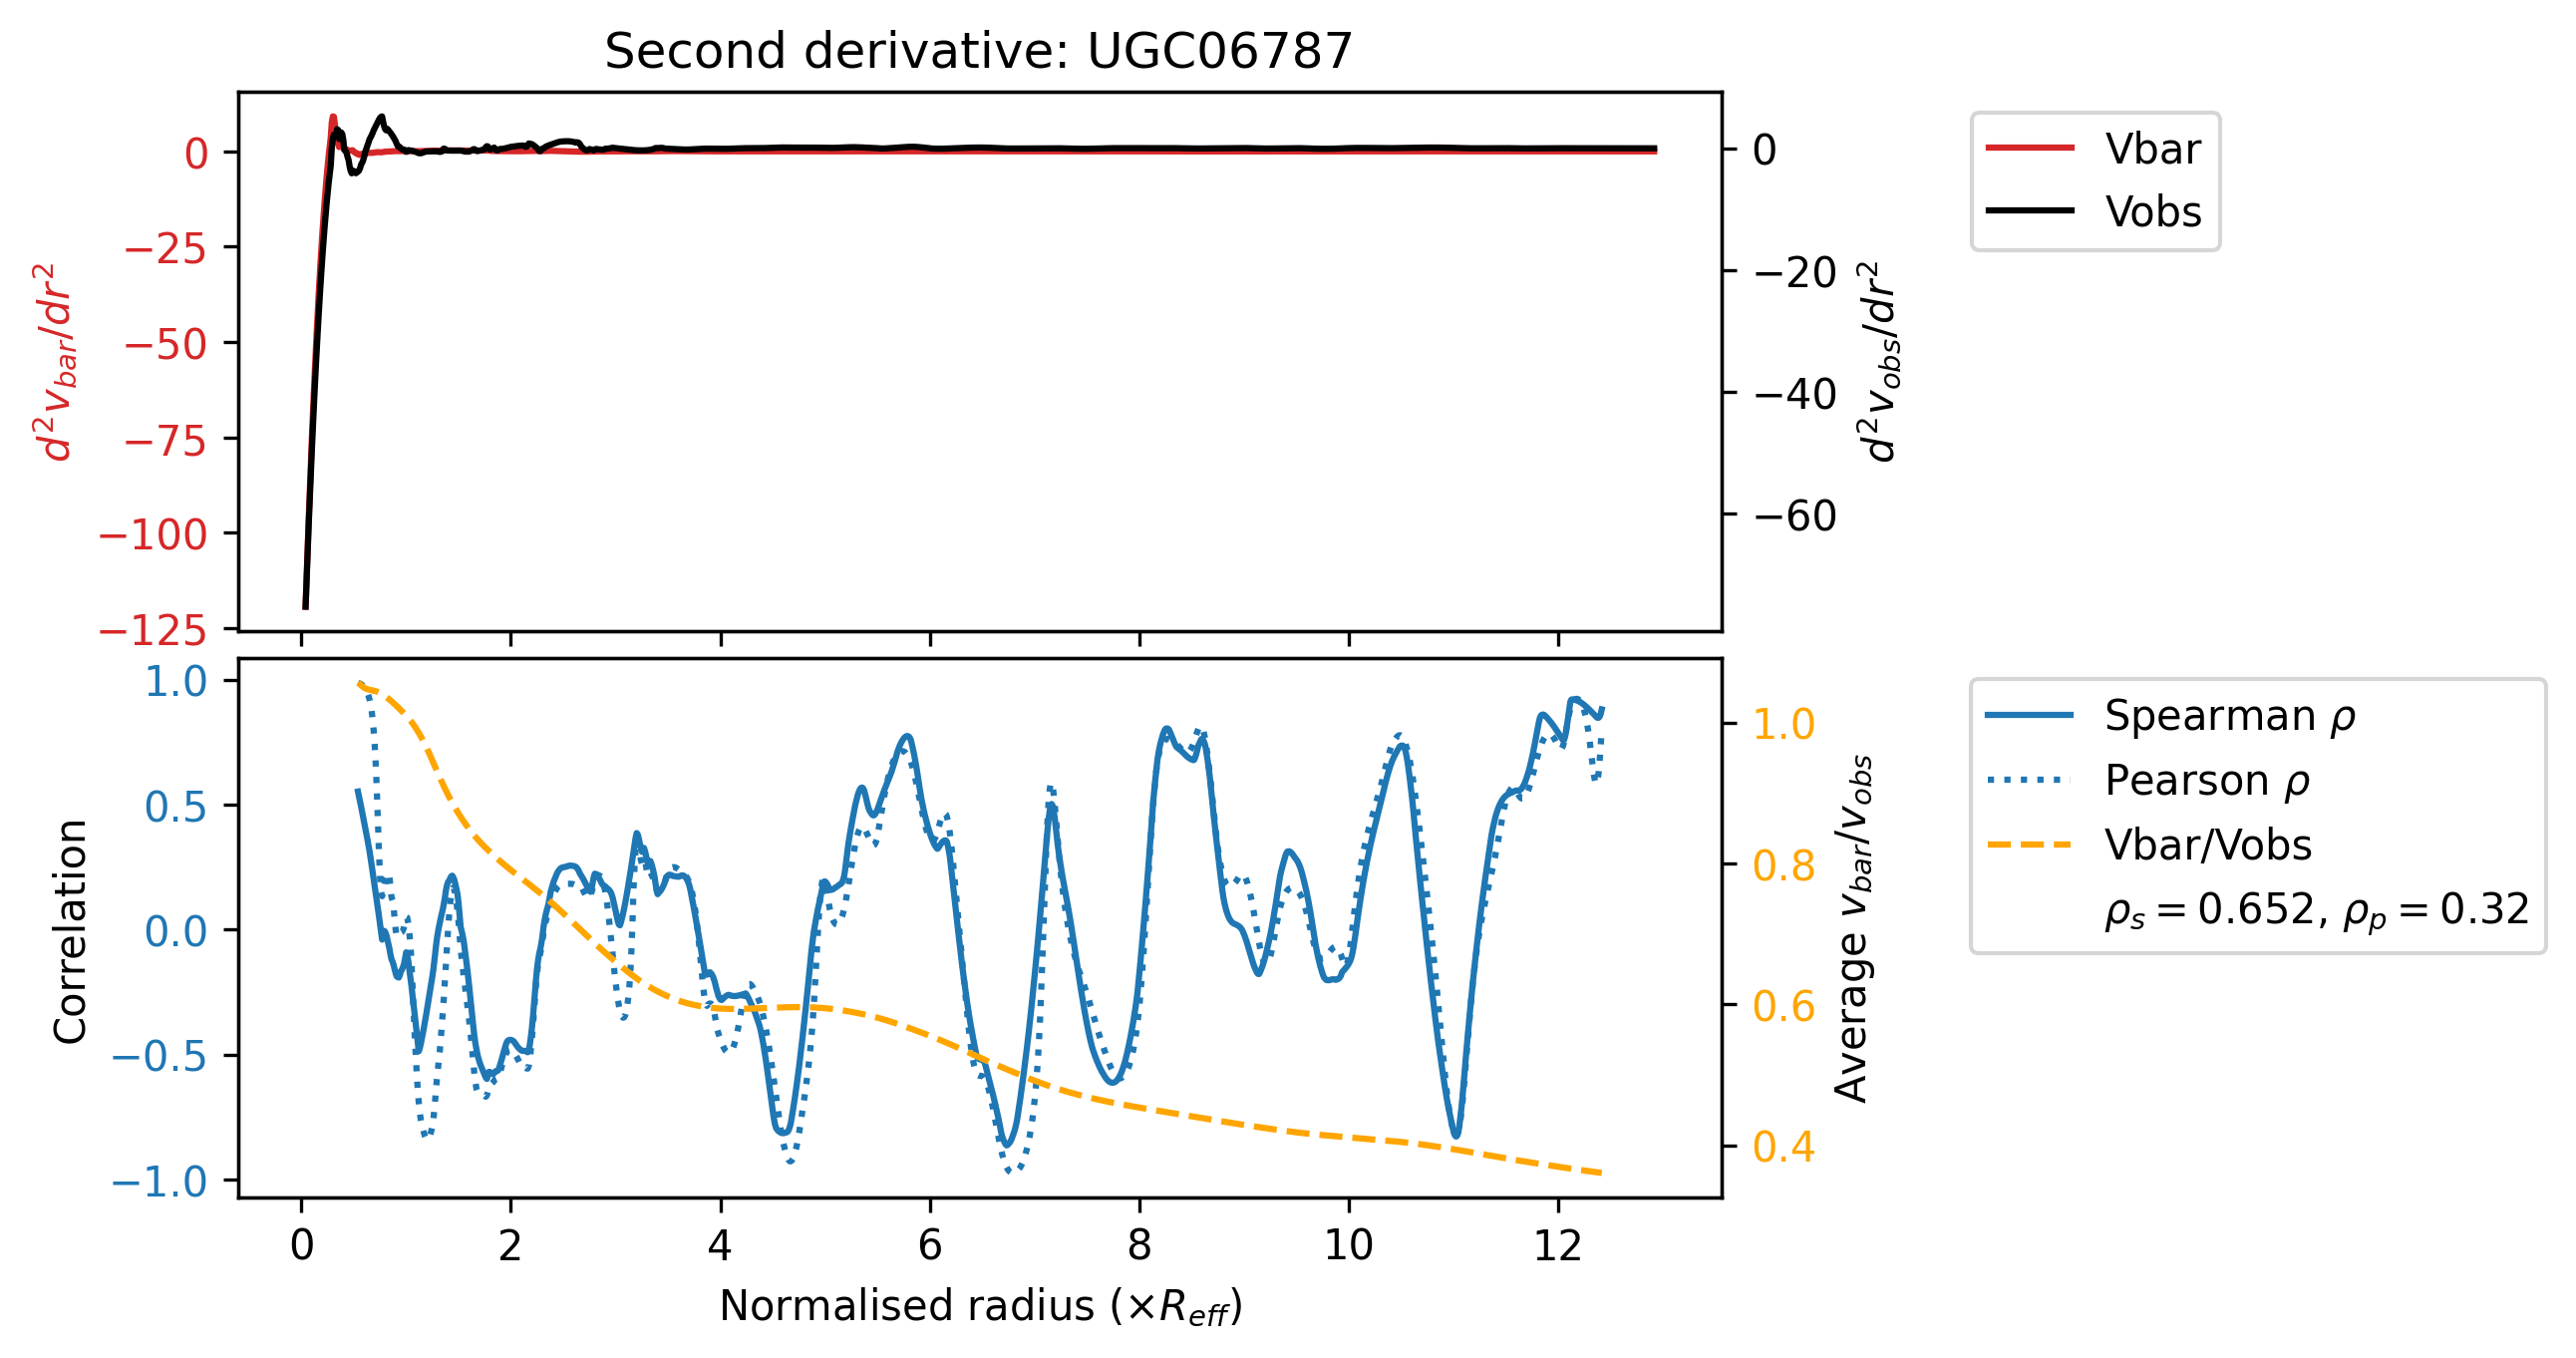 Second derivative: UGC06787
0
−25
−50
−75
−100
−125
d²v_bar/dr²
0
−20
−40
−60
d²v_obs/dr²
Vbar
Vobs
1.0
0.5
0.0
−0.5
−1.0
Correlation
1.0
0.8
0.6
0.4
Average v_bar/v_obs
Spearman ρ
Pearson ρ
Vbar/Vobs
ρ_s = 0.652, ρ_p = 0.32
0 2 4 6 8 10 12
Normalised radius (×R_eff)